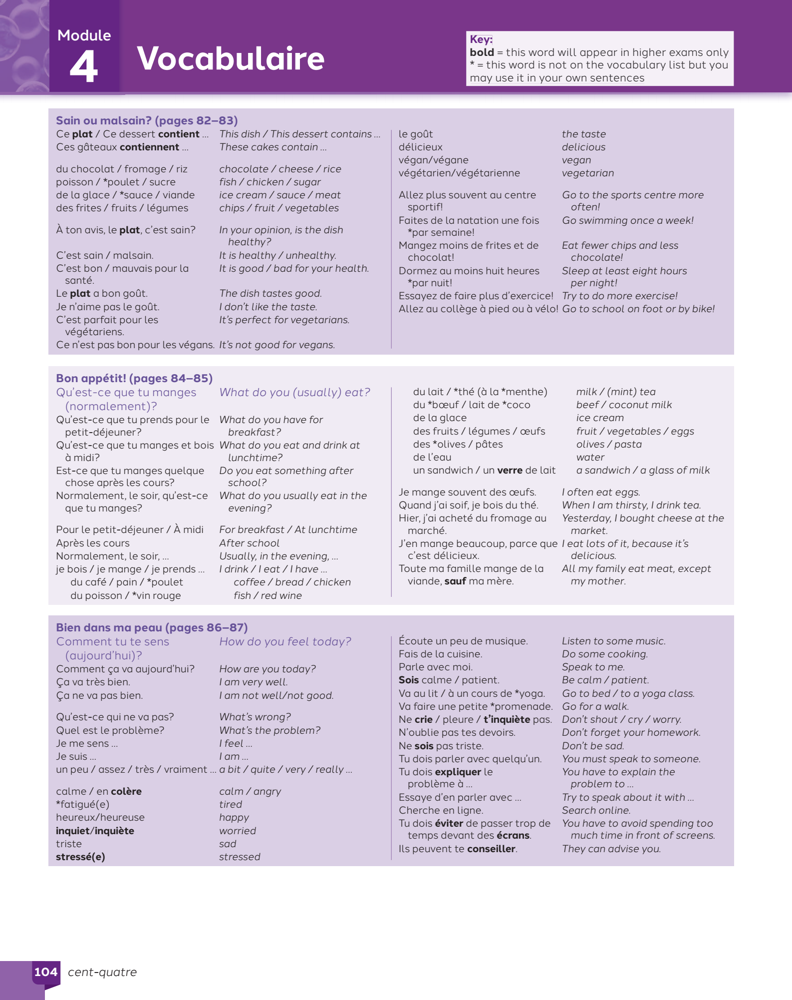 Module
4
Vocabulaire
Key:
bold = this word will appear in higher exams only
* = this word is not on the vocabulary list but you
may use it in your own sentences
Sain ou malsain? (pages 82–83)
Ce plat / Ce dessert contient ... This dish / This dessert contains ...
Ces gâteaux contiennent ... These cakes contain ...
du chocolat / fromage / riz chocolate / cheese / rice
poisson / *poulet / sucre fish / chicken / sugar
de la glace / *sauce / viande ice cream / sauce / meat
des frites / fruits / légumes chips / fruit / vegetables
À ton avis, le plat, c'est sain? In your opinion, is the dish
healthy?
C'est sain / malsain. It is healthy / unhealthy.
C'est bon / mauvais pour la It is good / bad for your health.
santé.
Le plat a bon goût. The dish tastes good.
Je n'aime pas le goût. I don't like the taste.
C'est parfait pour les It's perfect for vegetarians.
végétariens.
Ce n'est pas bon pour les végans. It's not good for vegans.
le goût the taste
délicieux delicious
végan/végane vegan
végétarien/végétarienne vegetarian
Allez plus souvent au centre Go to the sports centre more
sportif! often!
Faites de la natation une fois Go swimming once a week!
*par semaine!
Mangez moins de frites et de Eat fewer chips and less
chocolat! chocolate!
Dormez au moins huit heures Sleep at least eight hours
*par nuit! per night!
Essayez de faire plus d'exercice! Try to do more exercise!
Allez au collège à pied ou à vélo! Go to school on foot or by bike!
Bon appétit! (pages 84–85)
Qu'est-ce que tu manges What do you (usually) eat?
(normalement)?
Qu'est-ce que tu prends pour le What do you have for
petit-déjeuner? breakfast?
Qu'est-ce que tu manges et bois What do you eat and drink at
à midi? lunchtime?
Est-ce que tu manges quelque Do you eat something after
chose après les cours? school?
Normalement, le soir, qu'est-ce What do you usually eat in the
que tu manges? evening?
Pour le petit-déjeuner / À midi For breakfast / At lunchtime
Après les cours After school
Normalement, le soir, ... Usually, in the evening, ...
je bois / je mange / je prends ... I drink / I eat / I have ...
du café / pain / *poulet coffee / bread / chicken
du poisson / *vin rouge fish / red wine
du lait / *thé (à la *menthe) milk / (mint) tea
du *bœuf / lait de *coco beef / coconut milk
de la glace ice cream
des fruits / légumes / œufs fruit / vegetables / eggs
des *olives / pâtes olives / pasta
de l'eau water
un sandwich / un verre de lait a sandwich / a glass of milk
Je mange souvent des œufs. I often eat eggs.
Quand j'ai soif, je bois du thé. When I am thirsty, I drink tea.
Hier, j'ai acheté du fromage au Yesterday, I bought cheese at the
marché. market.
J'en mange beaucoup, parce que I eat lots of it, because it's
c'est délicieux. delicious.
Toute ma famille mange de la All my family eat meat, except
viande, sauf ma mère. my mother.
Bien dans ma peau (pages 86–87)
Comment tu te sens How do you feel today?
(aujourd'hui)?
Comment ça va aujourd'hui? How are you today?
Ça va très bien. I am very well.
Ça ne va pas bien. I am not well/not good.
Qu'est-ce qui ne va pas? What's wrong?
Quel est le problème? What's the problem?
Je me sens ... I feel ...
Je suis ... I am ...
un peu / assez / très / vraiment ... a bit / quite / very / really ...
calme / en colère calm / angry
*fatigué(e) tired
heureux/heureuse happy
inquiet/inquiète worried
triste sad
stressé(e) stressed
Écoute un peu de musique. Listen to some music.
Fais de la cuisine. Do some cooking.
Parle avec moi. Speak to me.
Sois calme / patient. Be calm / patient.
Va au lit / à un cours de *yoga. Go to bed / to a yoga class.
Va faire une petite *promenade. Go for a walk.
Ne crie / pleure / t'inquiète pas. Don't shout / cry / worry.
N'oublie pas tes devoirs. Don't forget your homework.
Ne sois pas triste. Don't be sad.
Tu dois parler avec quelqu'un. You must speak to someone.
Tu dois expliquer le You have to explain the
problème à ... problem to ...
Essaye d'en parler avec ... Try to speak about it with ...
Cherche en ligne. Search online.
Tu dois éviter de passer trop de You have to avoid spending too
temps devant des écrans. much time in front of screens.
Ils peuvent te conseiller. They can advise you.
104 cent-quatre